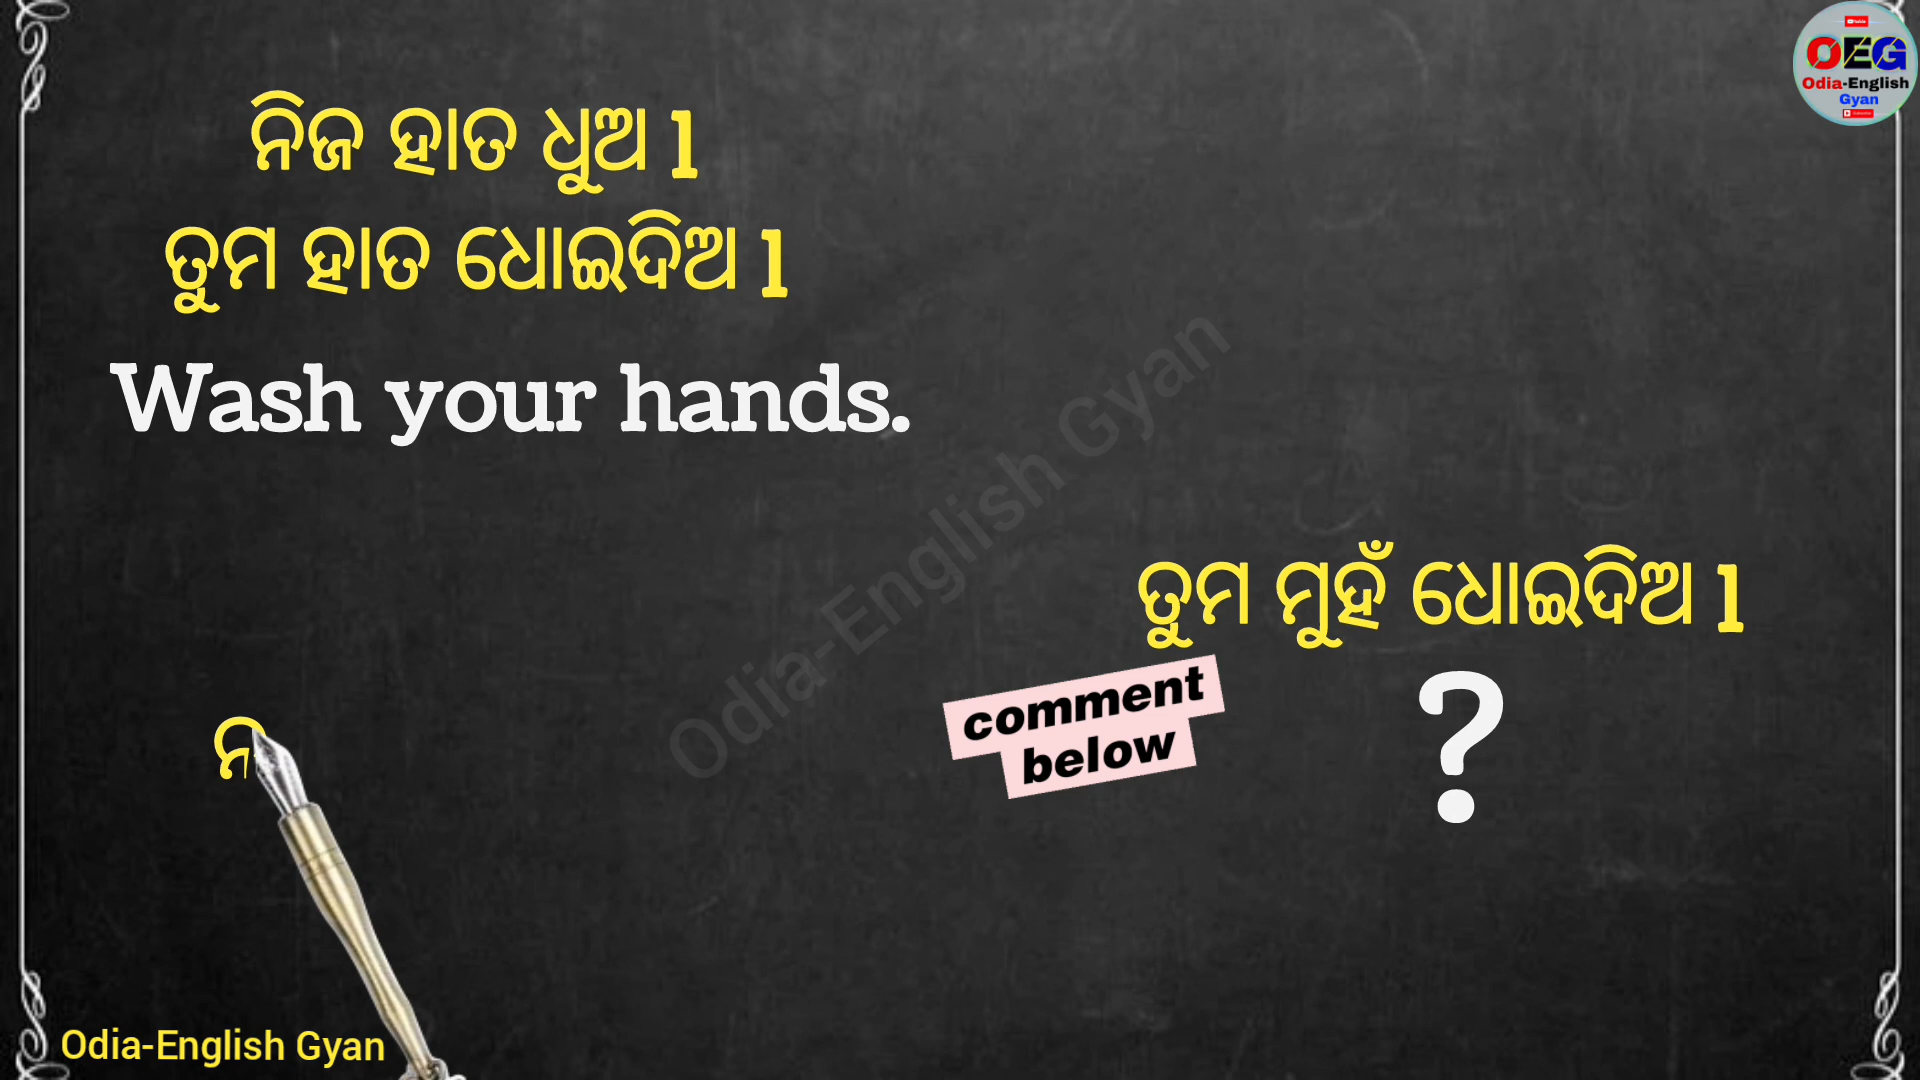 OEG
Odia-English
Gyan
ନିଜ ହାତ ଧୁଅ l
ତୁମ ହାତ ଧୋଇଦିଅ l
Wash your hands.
Odia-English Gyan
ତୁମ ମୁହଁ ଧୋଇଦିଅ l
comment
below
?
ନ
Odia-English Gyan